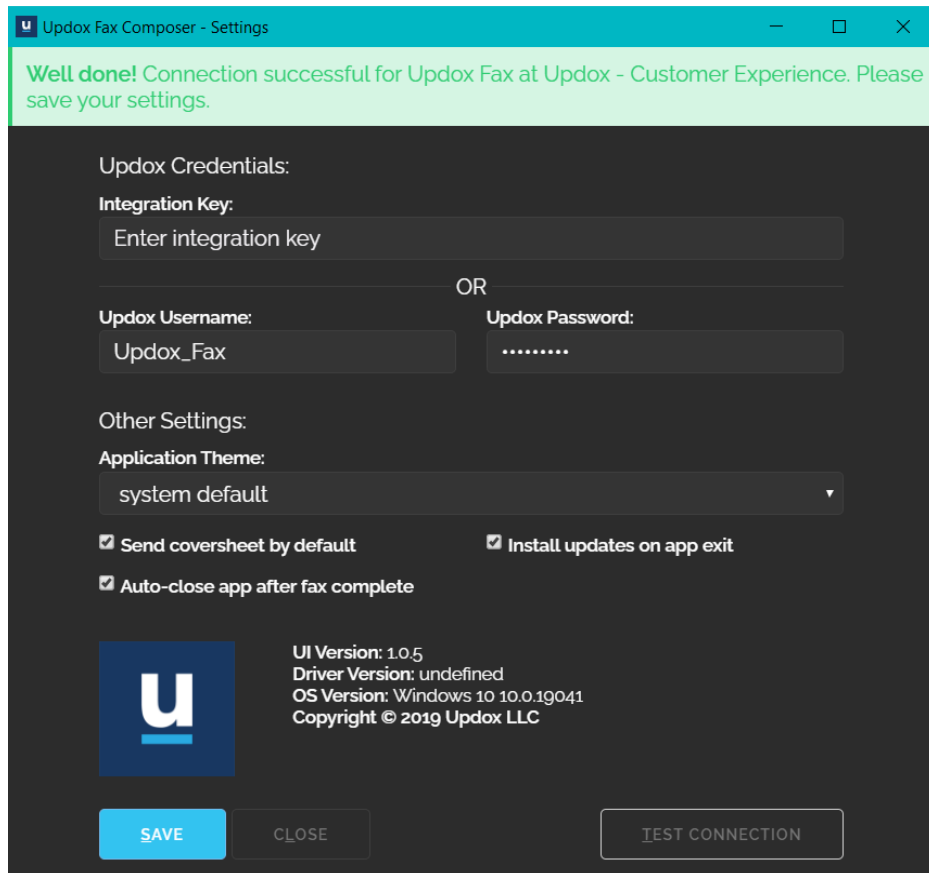 u Updox Fax Composer - Settings
Well done! Connection successful for Updox Fax at Updox - Customer Experience. Please
save your settings.
Updox Credentials:
Integration Key:
Enter integration key
OR
Updox Username: Updox Password:
Updox_Fax •••••••••
Other Settings:
Application Theme:
system default
Send coversheet by default Install updates on app exit
Auto-close app after fax complete
u
UI Version: 1.0.5
Driver Version: undefined
OS Version: Windows 10 10.0.19041
Copyright © 2019 Updox LLC
SAVE CLOSE TEST CONNECTION